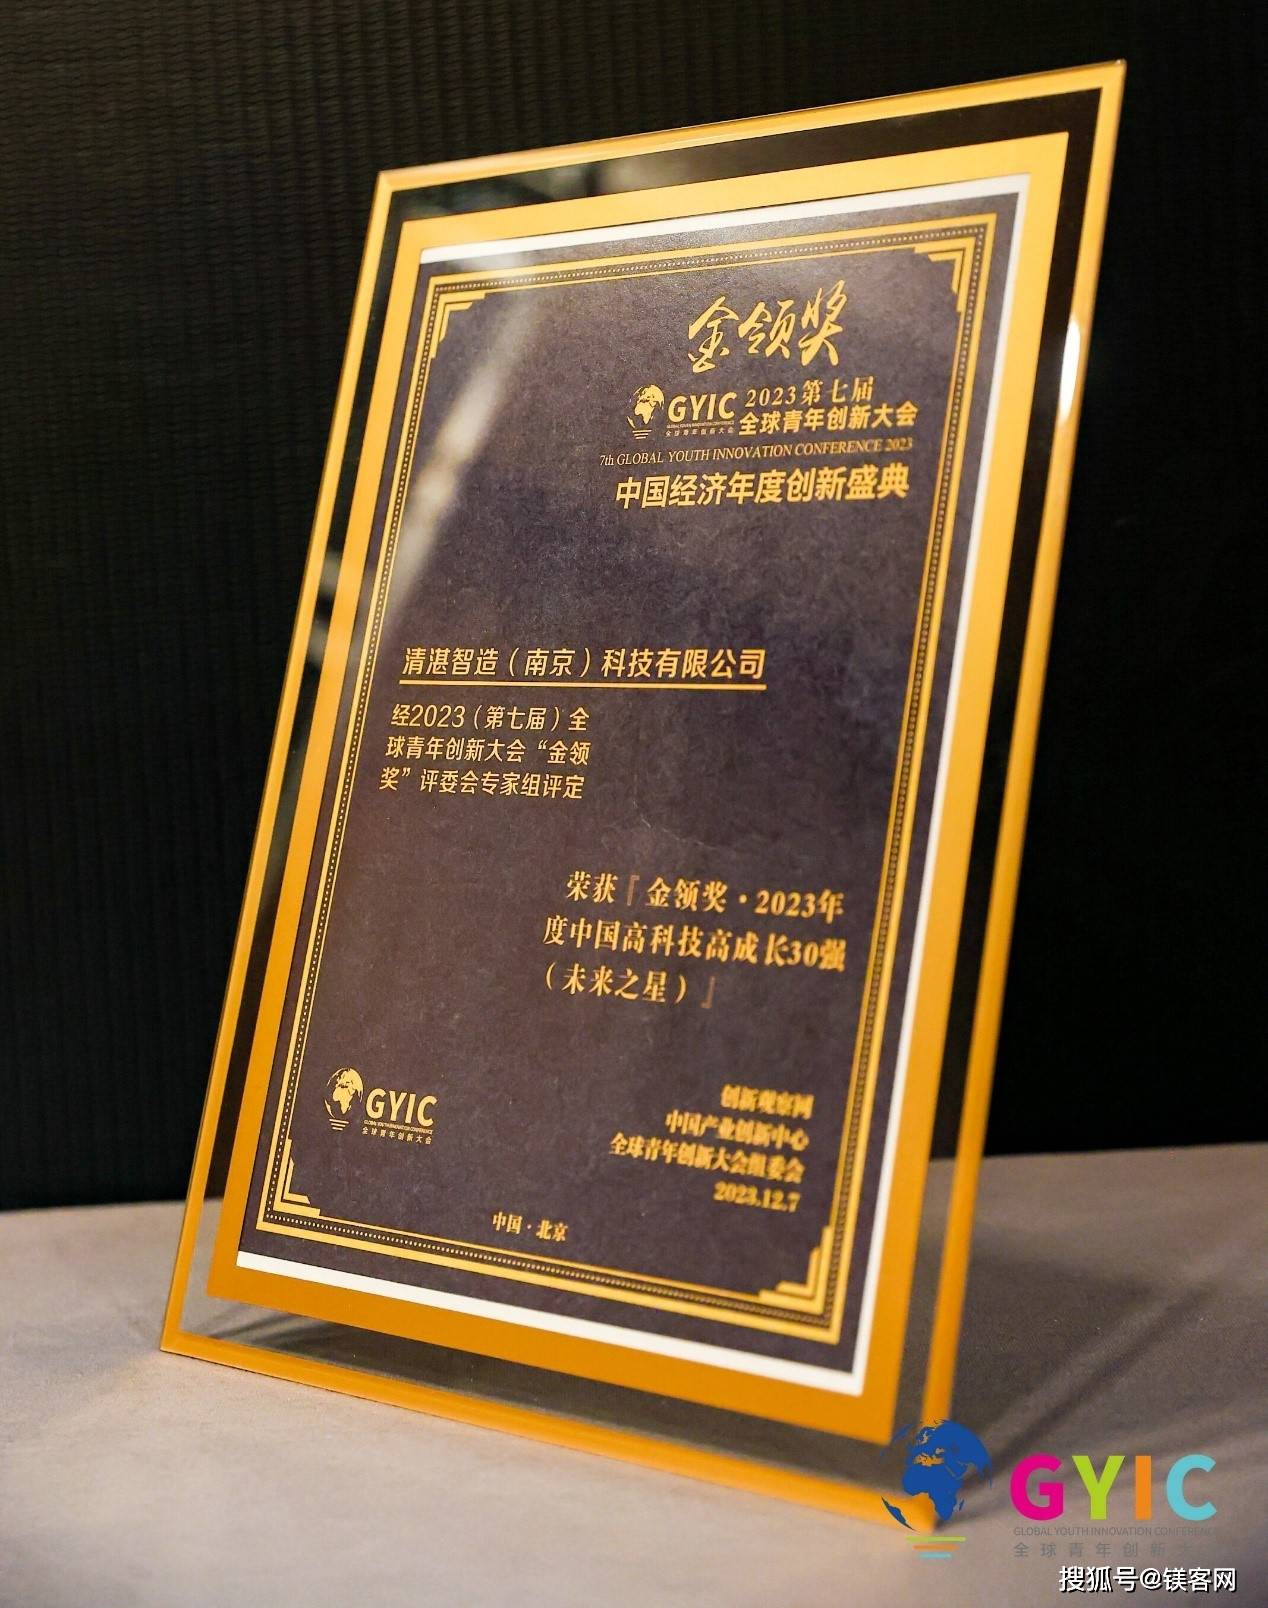 金领奖
GYIC
全球青年创新大会
2023第七届
全球青年创新大会
7th GLOBAL YOUTH INNOVATION CONFERENCE 2023
中国经济年度创新盛典
清湛智造（南京）科技有限公司
经2023（第七届）全
球青年创新大会“金领
奖”评委会专家组评定
荣获『金领奖·2023年
度中国高科技高成长30强
（未来之星）』
GYIC
GLOBAL YOUTH INNOVATION CONFERENCE
全球青年创新大会
创新观察网
中国产业创新中心
全球青年创新大会组委会
2023.12.7
中国·北京
GYIC
GLOBAL YOUTH INNOVATION CONFERENCE
全球青年创新大会
搜狐号@镁客网